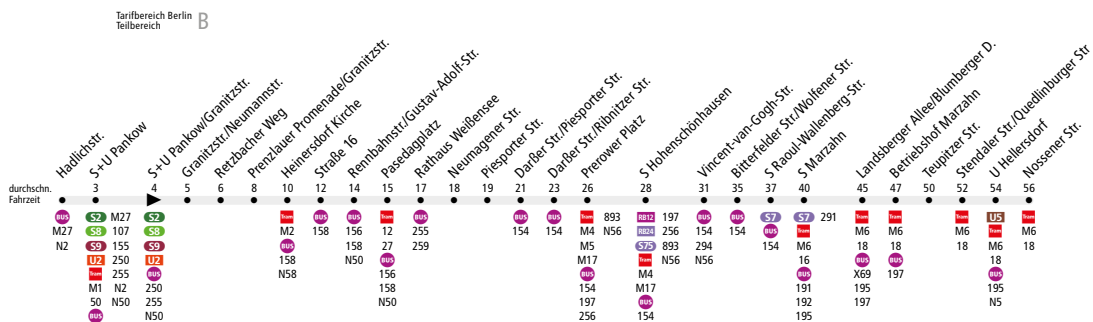 Tarifbereich Berlin
Teilbereich B
Hadlichstr.
S+U Pankow
S+U Pankow/Granitzstr.
Granitzstr/Neumannstr.
Retzbacher Weg
Prenzlauer Promenade/Granitzstr.
Heinersdorf Kirche
Straße 16
Rennbahnstr/Gustav-Adolf-Str.
Pasedagplatz
Rathaus Weißensee
Neumagener Str.
Piesporter Str.
Darßer Str/Piesporter Str.
Darßer Str/Ribnitzer Str.
Prerower Platz
S Hohenschönhausen
Vincent-van-Gogh-Str.
Bitterfelder Str/Wolfener Str.
S Raoul-Wallenberg-Str.
S Marzahn
Landsberger Allee/Blumberger D.
Betriebshof Marzahn
Teupitzer Str.
Stendaler Str/Quedlinburger Str
U Hellersdorf
Nossener Str.
durchschn. 3 4 5 6 8 10 12 14 15 17 18 19 21 23 26 28 31 35 37 40 45 47 50 52 54 56
Fahrzeit
BUS S2 M27 S2 Tram BUS BUS Tram BUS BUS BUS Tram 893 RB12 197 BUS BUS S7 S7 291 Tram Tram Tram U5 Tram
M27 S8 107 S8 M2 158 156 12 255 154 154 M4 N56 RB24 256 154 154 BUS Tram M6 M6 M6 Tram M6
N2 S9 155 S9 BUS 158 27 259 M5 S75 893 294 154 M6 18 18 18 M6 18
U2 250 U2 158 N50 BUS M17 Tram N56 N56 16 X69 BUS 18
Tram 255 BUS N58 156 BUS M4 BUS 195 197 BUS
M1 N2 250 158 154 M17 191 197 195
50 N50 255 N50 197 BUS 192 N5
BUS N50 256 154 195